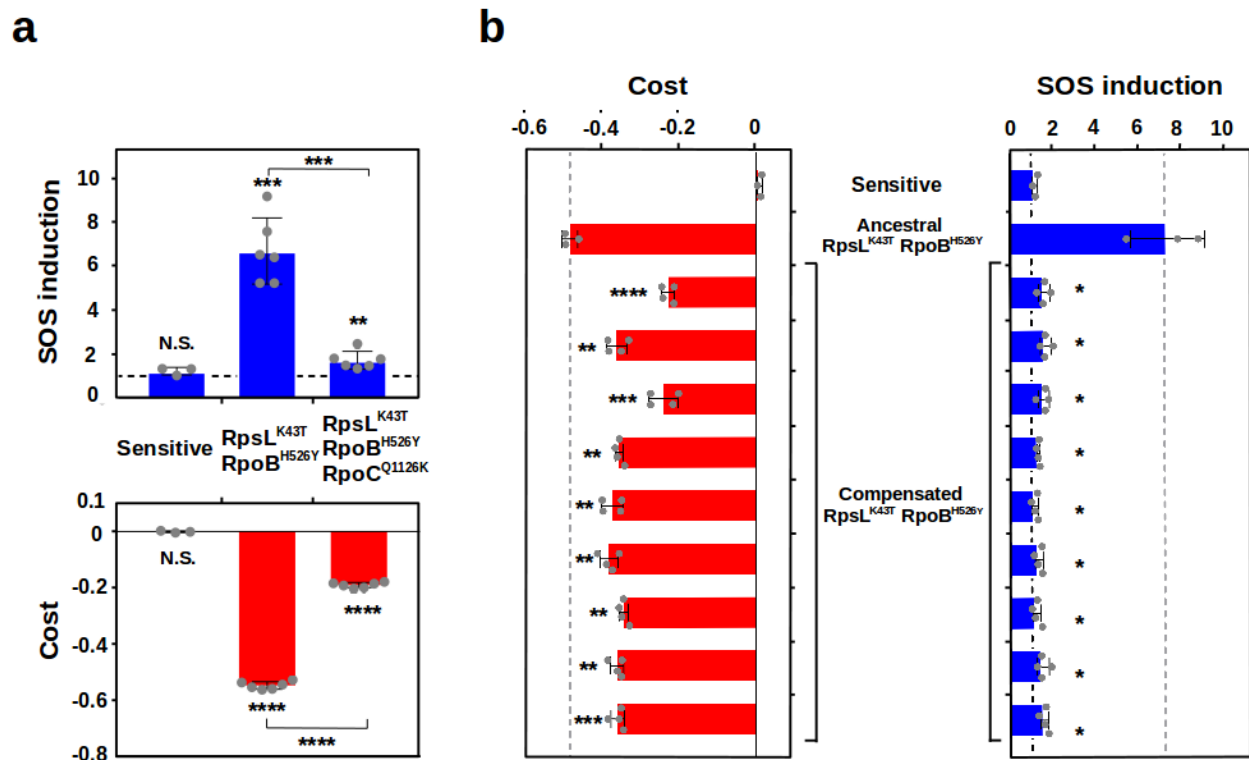 a
b
Cost
SOS induction
-0.6
-0.4
-0.2
0
0 2 4 6 8 10
SOS induction
10
8
6
4
2
0
***
***
**
N.S.
Sensitive
RpsL^K43T
RpoB^H526Y
RpsL^K43T
RpoB^H526Y
RpoC^Q1126K
Cost
0.1
0
-0.2
-0.4
-0.6
-0.8
N.S.
****
****
****
Sensitive
Ancestral
RpsL^K43T RpoB^H526Y
Compensated
RpsL^K43T RpoB^H526Y
****
**
***
**
**
**
**
**
***
*
*
*
*
*
*
*
*
*